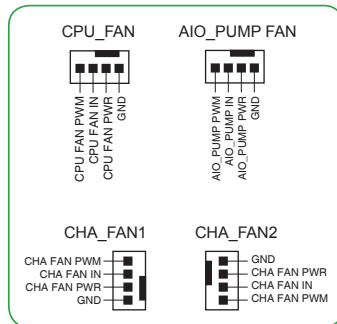 CPU_FAN
AIO_PUMP FAN
CPU FAN PWM
CPU FAN IN
CPU FAN PWR
GND
AIO_PUMP PWM
AIO_PUMP IN
AIO_PUMP PWR
GND
CHA_FAN1
CHA FAN PWM
CHA FAN IN
CHA FAN PWR
GND
CHA_FAN2
GND
CHA FAN PWR
CHA FAN IN
CHA FAN PWM